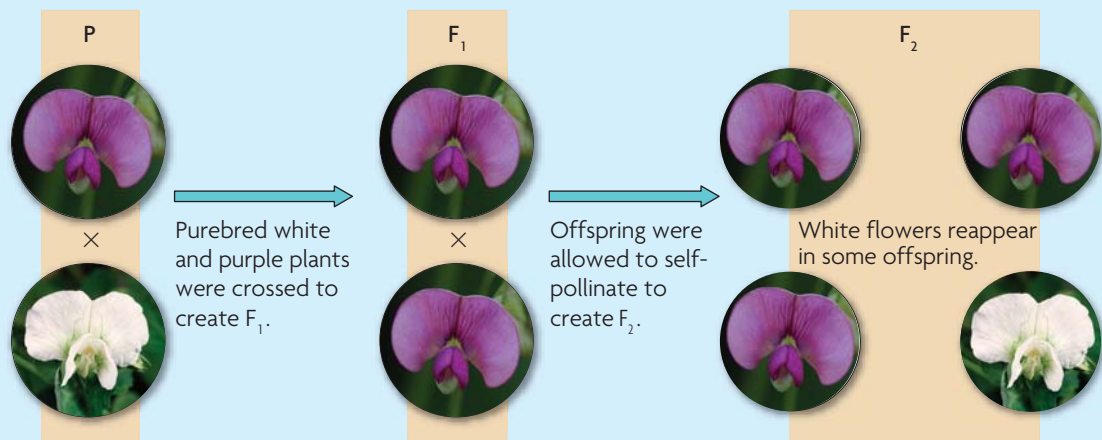 P
F₁
F₂
×
×
Purebred white
and purple plants
were crossed to
create F₁.
Offspring were
allowed to self-
pollinate to
create F₂.
White flowers reappear
in some offspring.